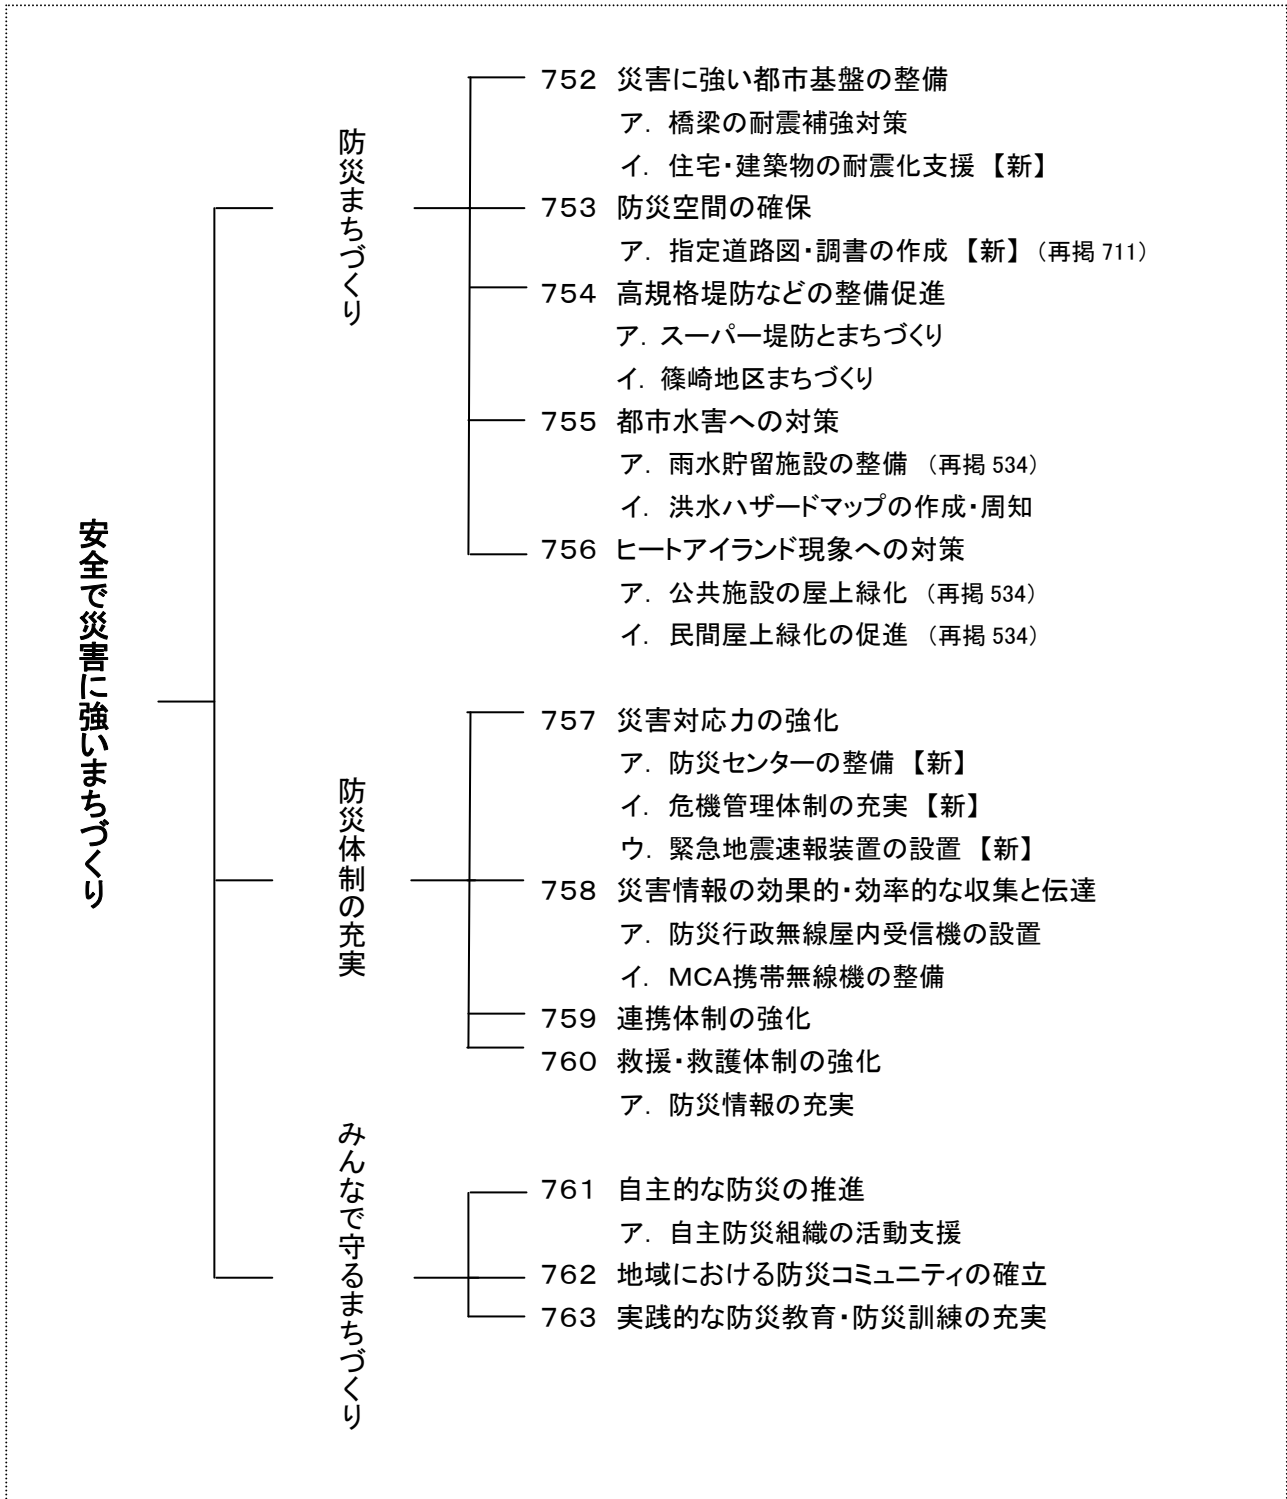 安全で災害に強いまちづくり
防災まちづくり
752 災害に強い都市基盤の整備
ア. 橋梁の耐震補強対策
イ. 住宅・建築物の耐震化支援 【新】
753 防災空間の確保
ア. 指定道路図・調書の作成 【新】 (再掲 711)
754 高規格堤防などの整備促進
ア. スーパー堤防とまちづくり
イ. 篠崎地区まちづくり
755 都市水害への対策
ア. 雨水貯留施設の整備 (再掲 534)
イ. 洪水ハザードマップの作成・周知
756 ヒートアイランド現象への対策
ア. 公共施設の屋上緑化 (再掲 534)
イ. 民間屋上緑化の促進 (再掲 534)
防災体制の充実
757 災害対応力の強化
ア. 防災センターの整備 【新】
イ. 危機管理体制の充実 【新】
ウ. 緊急地震速報装置の設置 【新】
758 災害情報の効果的・効率的な収集と伝達
ア. 防災行政無線屋内受信機の設置
イ. MCA携帯無線機の整備
759 連携体制の強化
760 救援・救護体制の強化
ア. 防災情報の充実
みんなで守るまちづくり
761 自主的な防災の推進
ア. 自主防災組織の活動支援
762 地域における防災コミュニティの確立
763 実践的な防災教育・防災訓練の充実